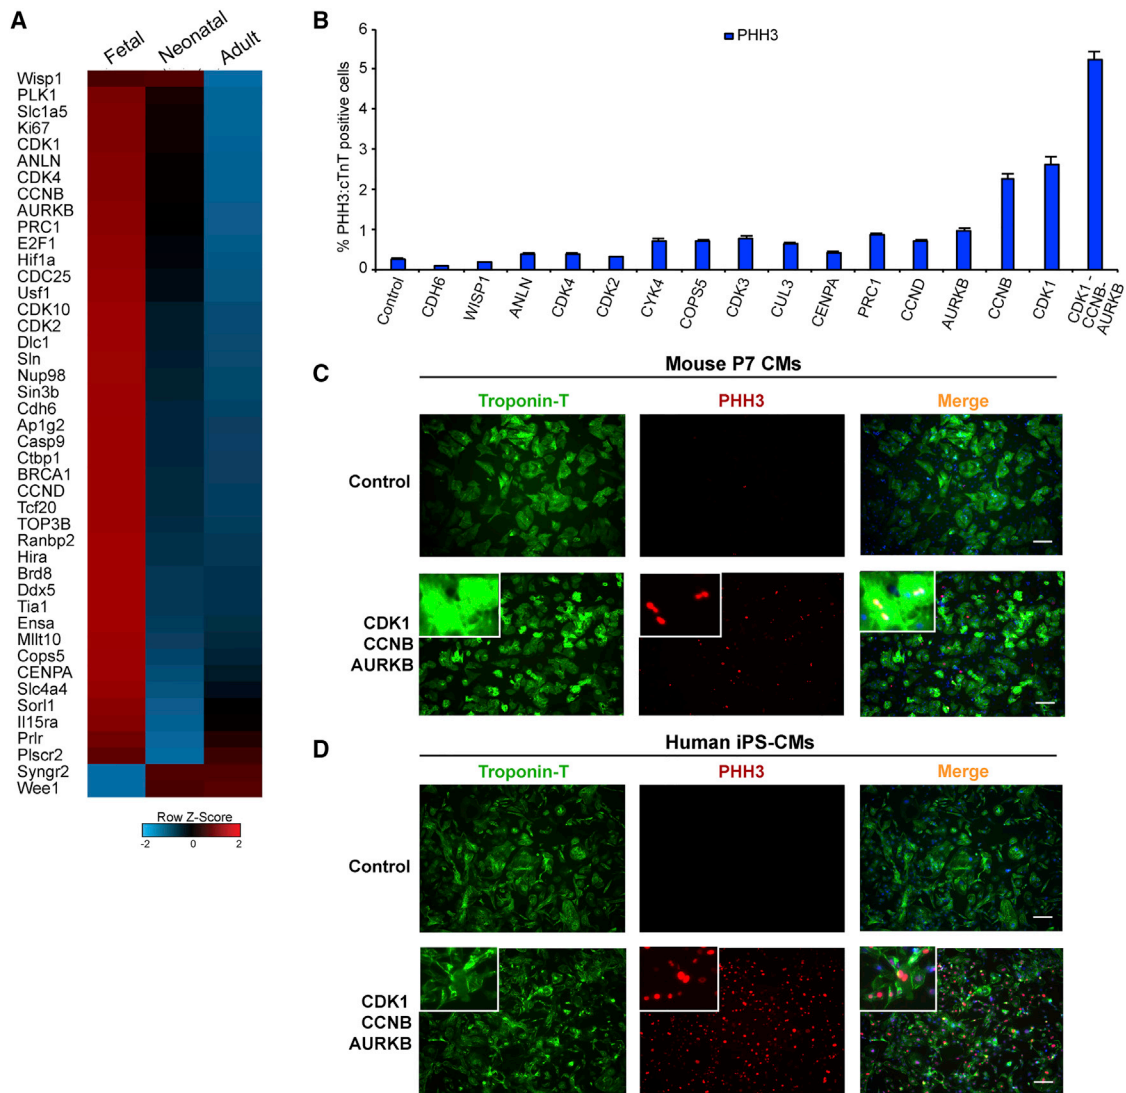 A
Fetal
Neonatal
Adult
Wisp1
PLK1
Slc1a5
Ki67
CDK1
ANLN
CDK4
CCNB
AURKB
PRC1
E2F1
Hif1a
CDC25
Usf1
CDK10
CDK2
Dlc1
Sln
Nup98
Sin3b
Cdh6
Ap1g2
Casp9
Ctbp1
BRCA1
CCND
Tcf20
TOP3B
Ranbp2
Hira
Brd8
Ddx5
Tia1
Ensa
Mllt10
Cops5
CENPA
Slc4a4
Sorl1
Il15ra
Prlr
Plscr2
Syngr2
Wee1
Row Z-Score
-2 0 2
B
% PHH3:cTnT positive cells
6
5
4
3
2
1
0
PHH3
Control
CDH6
WISP1
ANLN
CDK4
CDK2
CYK4
COPS5
CDK3
CUL3
CENPA
PRC1
CCND
AURKB
CCNB
CDK1
CDK1-
CCNB-
AURKB
C
Mouse P7 CMs
Troponin-T PHH3 Merge
Control
CDK1
CCNB
AURKB
D
Human iPS-CMs
Troponin-T PHH3 Merge
Control
CDK1
CCNB
AURKB